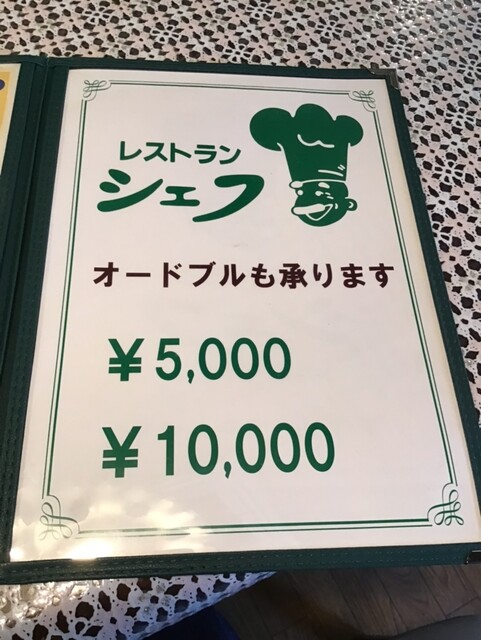 レストラン
シェフ
オードブルも承ります
￥5,000
￥10,000